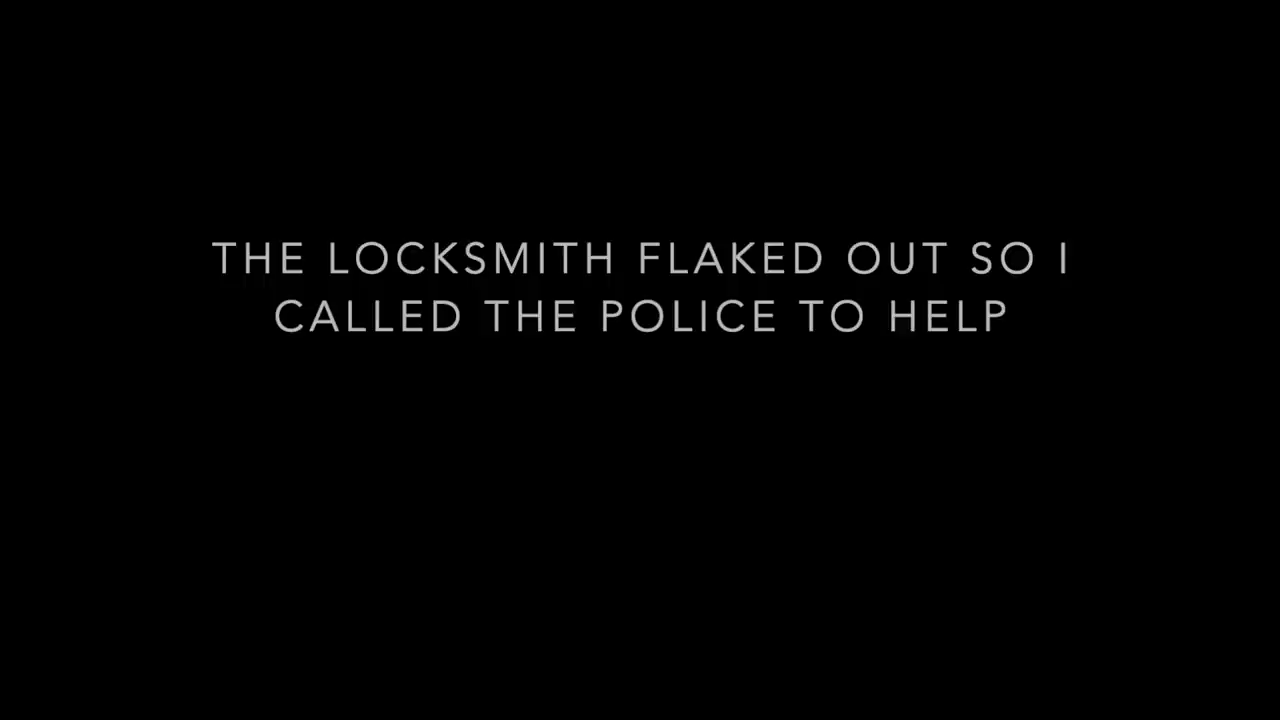 THE LOCKSMITH FLAKED OUT SO I
CALLED THE POLICE TO HELP